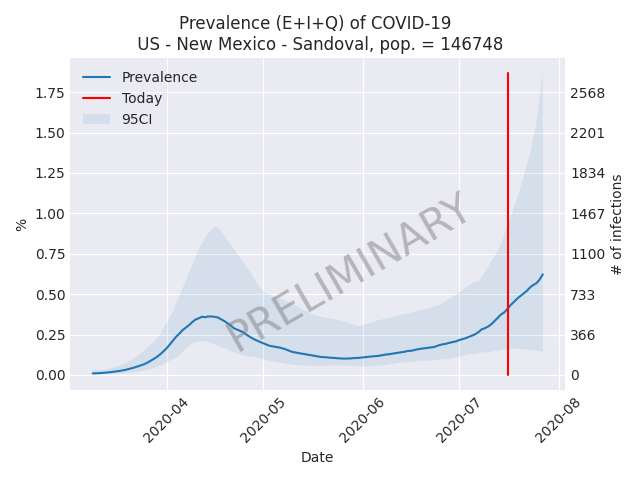 Prevalence (E+I+Q) of COVID-19
US - New Mexico - Sandoval, pop. = 146748
Prevalence
Today
95CI
1.75
1.50
1.25
1.00
0.75
0.50
0.25
0.00
%
2568
2201
1834
1467
1100
733
366
0
# of infections
PRELIMINARY
2020-04
2020-05
2020-06
2020-07
2020-08
Date